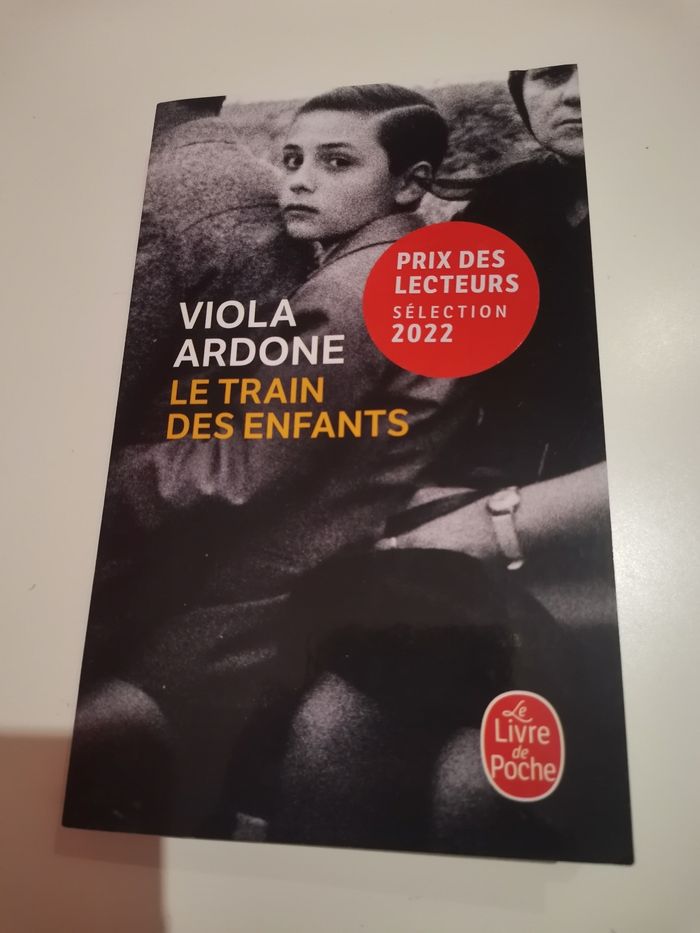 PRIX DES
LECTEURS
SÉLECTION
2022
VIOLA
ARDONE
LE TRAIN
DES ENFANTS
Le
Livre
de
Poche